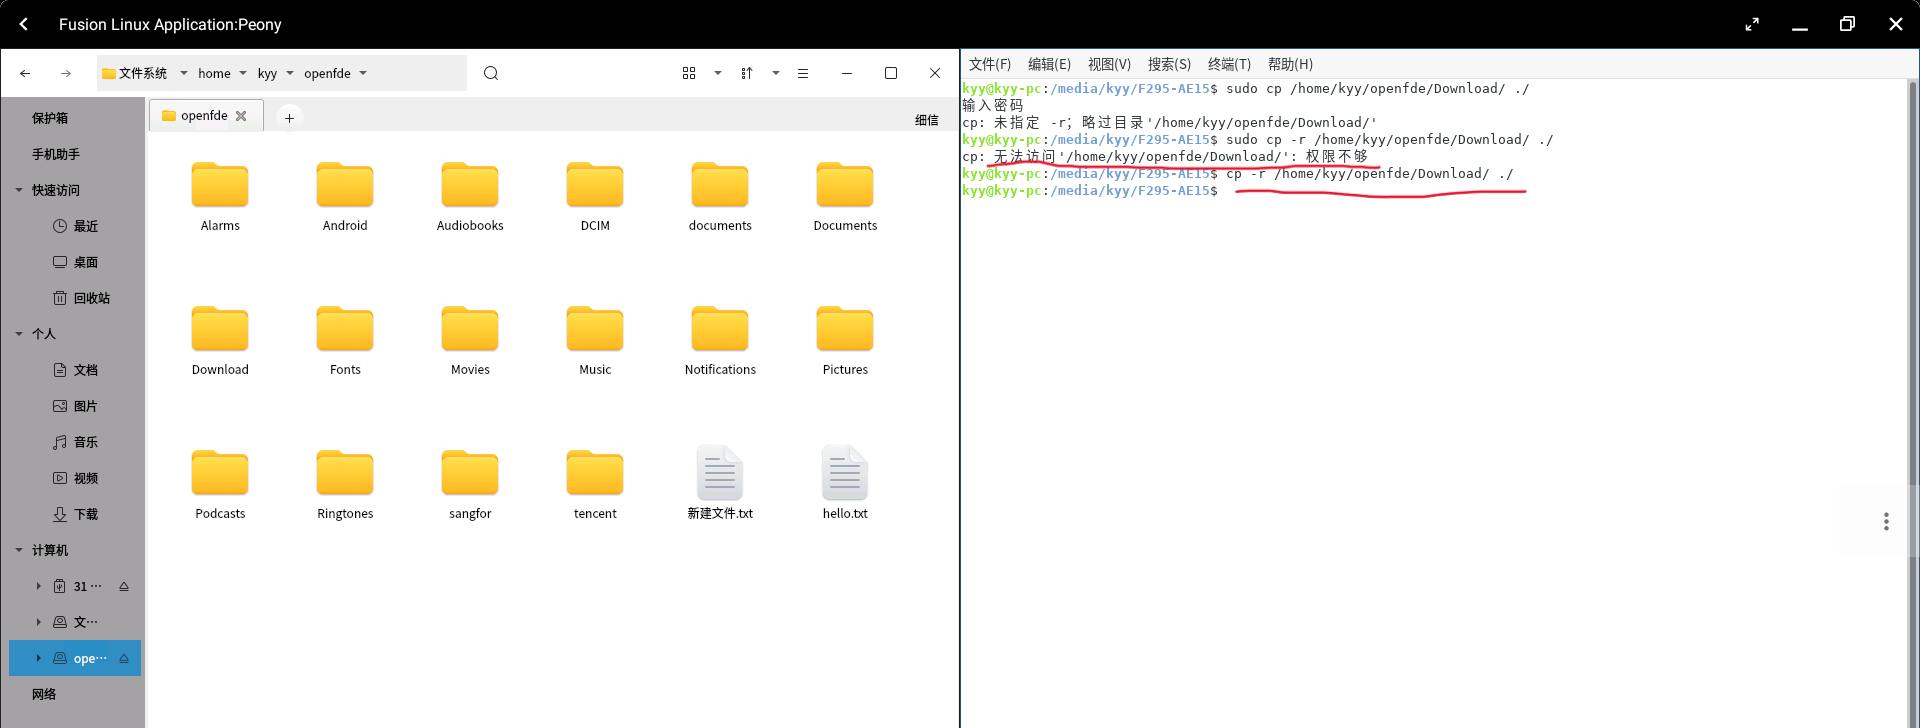 Fusion Linux Application:Peony
文件系统 home kyy openfde
保护箱
手机助手
快速访问
最近
桌面
回收站
个人
文档
图片
音乐
视频
下载
计算机
31 ···
文···
ope···
网络
openfde
细信
Alarms Android Audiobooks DCIM documents Documents
Download Fonts Movies Music Notifications Pictures
Podcasts Ringtones sangfor tencent 新建文件.txt hello.txt
文件(F) 编辑(E) 视图(V) 搜索(S) 终端(T) 帮助(H)
kyy@kyy-pc:/media/kyy/F295-AE15$ sudo cp /home/kyy/openfde/Download/ ./
输入密码
cp: 未指定 -r；略过目录'/home/kyy/openfde/Download/'
kyy@kyy-pc:/media/kyy/F295-AE15$ sudo cp -r /home/kyy/openfde/Download/ ./
cp: 无法访问'/home/kyy/openfde/Download/': 权限不够
kyy@kyy-pc:/media/kyy/F295-AE15$ cp -r /home/kyy/openfde/Download/ ./
kyy@kyy-pc:/media/kyy/F295-AE15$